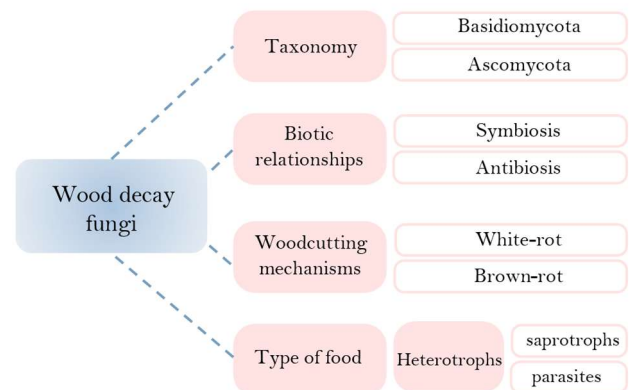 Wood decay
fungi
Taxonomy
Basidiomycota
Ascomycota
Biotic
relationships
Symbiosis
Antibiosis
Woodcutting
mechanisms
White-rot
Brown-rot
Type of food
Heterotrophs
saprotrophs
parasites